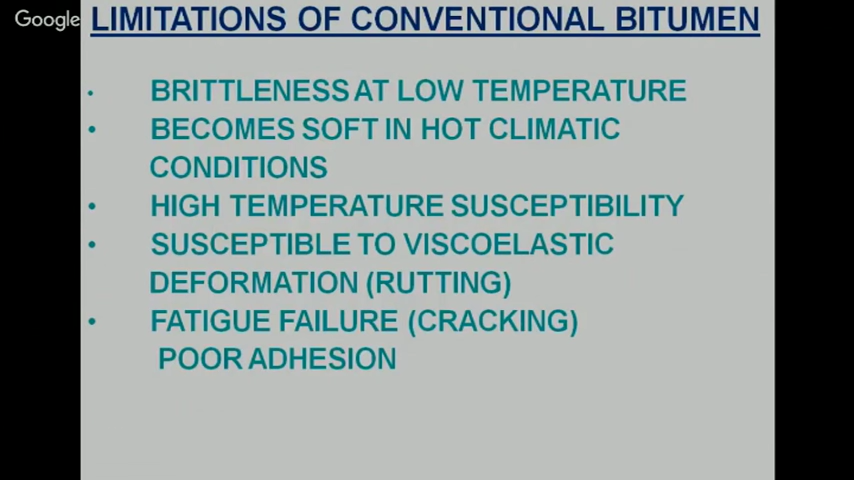 Google
LIMITATIONS OF CONVENTIONAL BITUMEN
• BRITTLENESS AT LOW TEMPERATURE
• BECOMES SOFT IN HOT CLIMATIC
CONDITIONS
• HIGH TEMPERATURE SUSCEPTIBILITY
• SUSCEPTIBLE TO VISCOELASTIC
DEFORMATION (RUTTING)
• FATIGUE FAILURE (CRACKING)
POOR ADHESION